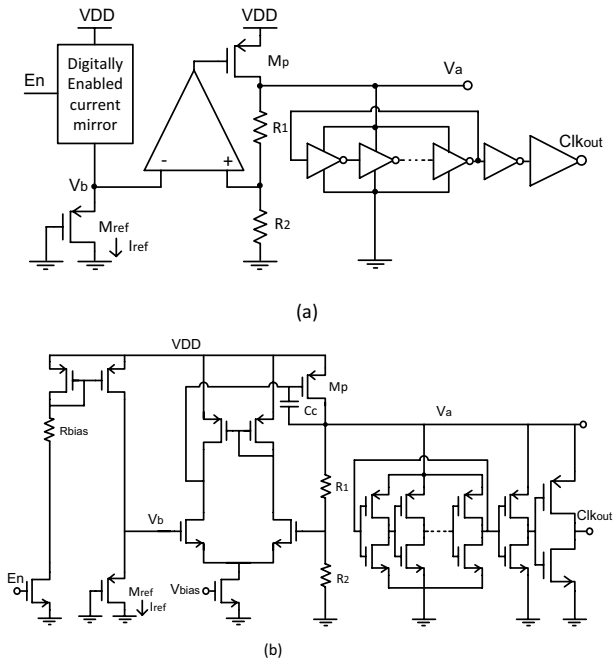 VDD
VDD
Digitally
Enabled
current
mirror
En
Mp
Va
R1
Clkout
-
+
Vb
R2
Mref
Iref
(a)
VDD
Mp
Cc
Va
Rbias
R1
Vb
Clkout
R2
En
Mref
Iref
Vbias
(b)